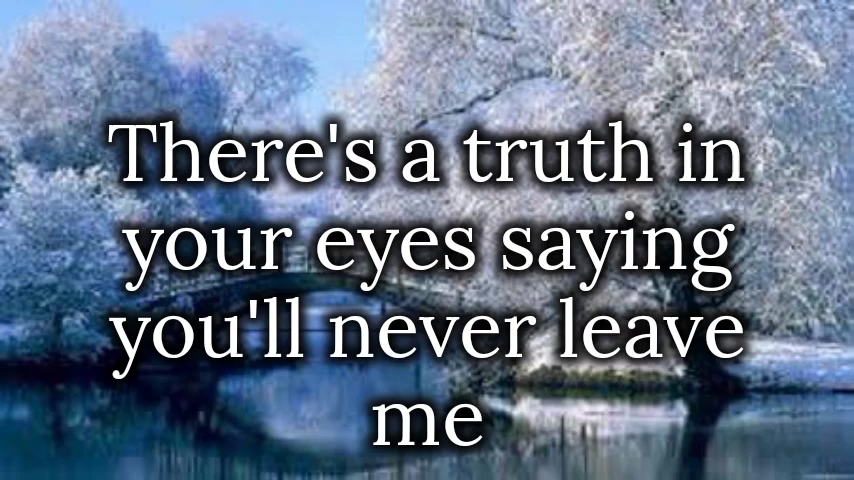 There's a truth in
your eyes saying
you'll never leave
me